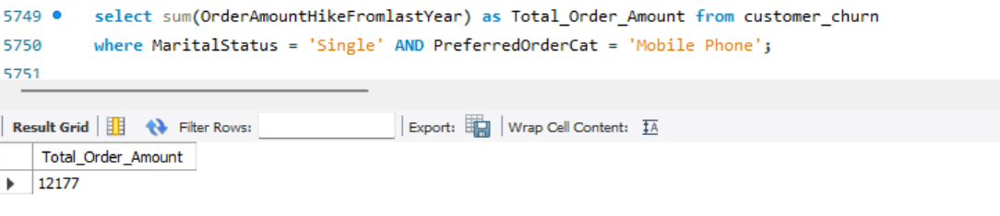 5749 select sum(OrderAmountHikeFromlastYear) as Total_Order_Amount from customer_churn
5750 where MaritalStatus = 'Single' AND PreferredOrderCat = 'Mobile Phone';
5751
Result Grid Filter Rows: Export: Wrap Cell Content: IA
Total_Order_Amount
12177